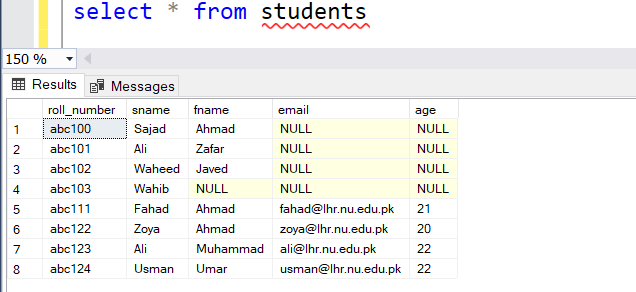 select * from students
150 %
Results Messages
roll_number sname fname email age
1 abc100 Sajad Ahmad NULL NULL
2 abc101 Ali Zafar NULL NULL
3 abc102 Waheed Javed NULL NULL
4 abc103 Wahib NULL NULL NULL
5 abc111 Fahad Ahmad fahad@lhr.nu.edu.pk 21
6 abc122 Zoya Ahmad zoya@lhr.nu.edu.pk 20
7 abc123 Ali Muhammad ali@lhr.nu.edu.pk 22
8 abc124 Usman Umar usman@lhr.nu.edu.pk 22